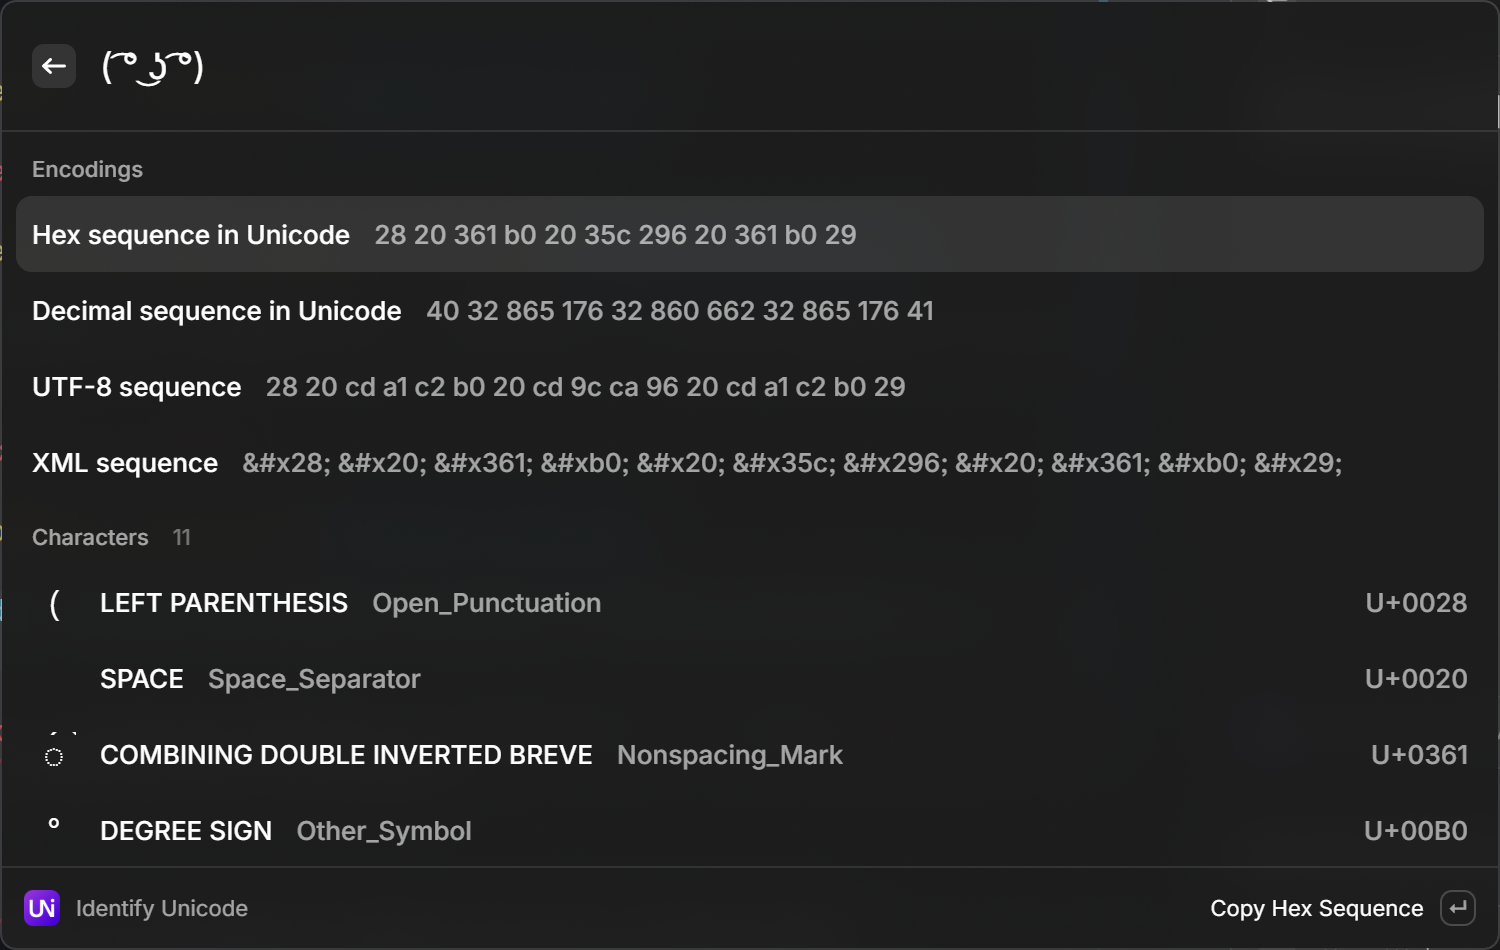 ( ͡° ͜ʖ ͡°)
Encodings
Hex sequence in Unicode 28 20 361 b0 20 35c 296 20 361 b0 29
Decimal sequence in Unicode 40 32 865 176 32 860 662 32 865 176 41
UTF-8 sequence 28 20 cd a1 c2 b0 20 cd 9c ca 96 20 cd a1 c2 b0 29
XML sequence &#x28; &#x20; &#x361; &#xb0; &#x20; &#x35c; &#x296; &#x20; &#x361; &#xb0; &#x29;
Characters 11
( LEFT PARENTHESIS Open_Punctuation U+0028
SPACE Space_Separator U+0020
◌͡ COMBINING DOUBLE INVERTED BREVE Nonspacing_Mark U+0361
° DEGREE SIGN Other_Symbol U+00B0
UN Identify Unicode Copy Hex Sequence ↵